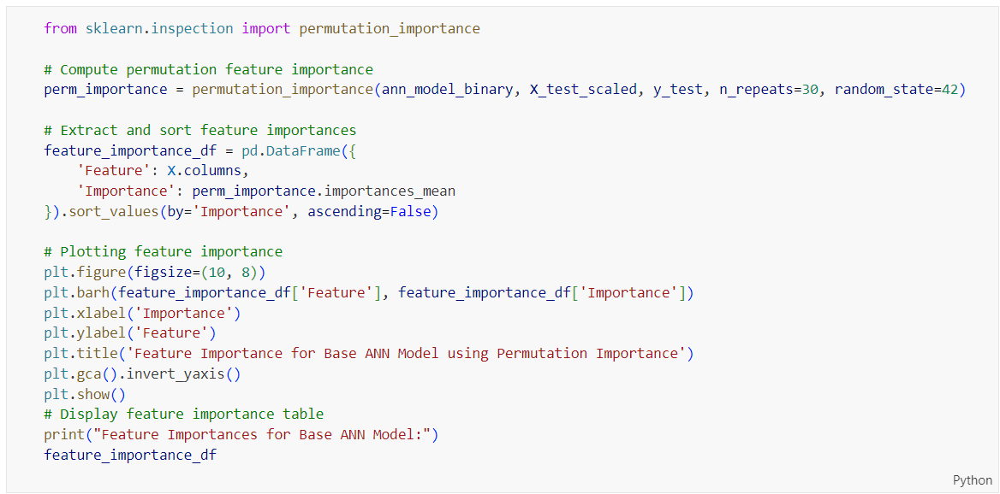 from sklearn.inspection import permutation_importance

# Compute permutation feature importance
perm_importance = permutation_importance(ann_model_binary, X_test_scaled, y_test, n_repeats=30, random_state=42)

# Extract and sort feature importances
feature_importance_df = pd.DataFrame({
    'Feature': X.columns,
    'Importance': perm_importance.importances_mean
}).sort_values(by='Importance', ascending=False)

# Plotting feature importance
plt.figure(figsize=(10, 8))
plt.barh(feature_importance_df['Feature'], feature_importance_df['Importance'])
plt.xlabel('Importance')
plt.ylabel('Feature')
plt.title('Feature Importance for Base ANN Model using Permutation Importance')
plt.gca().invert_yaxis()
plt.show()
# Display feature importance table
print("Feature Importances for Base ANN Model:")
feature_importance_df
Python